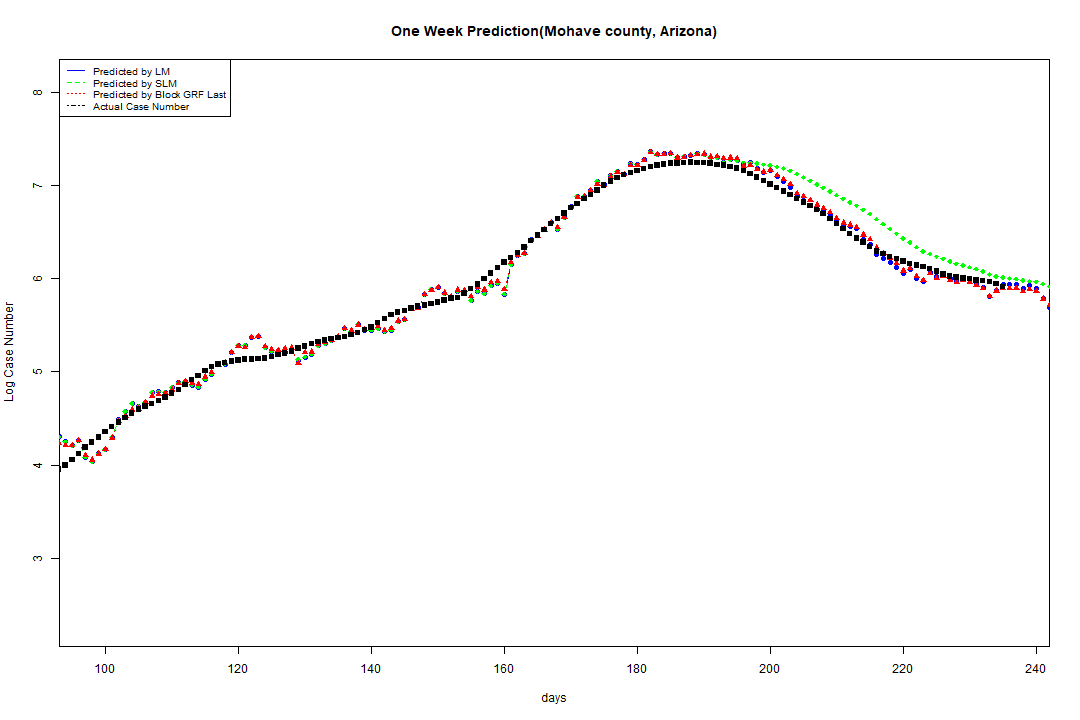 One Week Prediction(Mohave county, Arizona)
Predicted by LM
Predicted by SLM
Predicted by Block GRF Last
Actual Case Number
Log Case Number
8
7
6
5
4
3
100 120 140 160 180 200 220 240
days